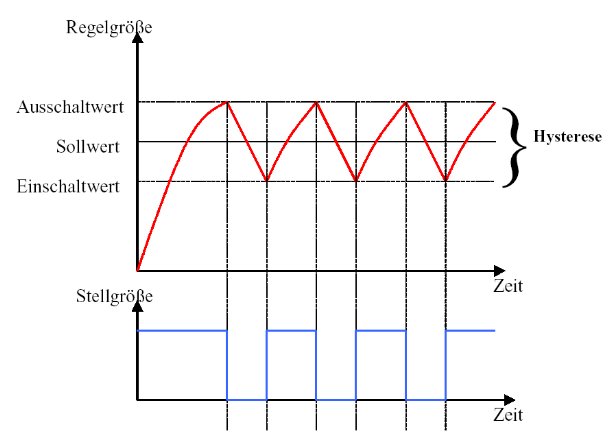 Regelgröße
Ausschaltwert
Sollwert
Einschaltwert
Hysterese
Zeit
Stellgröße
Zeit